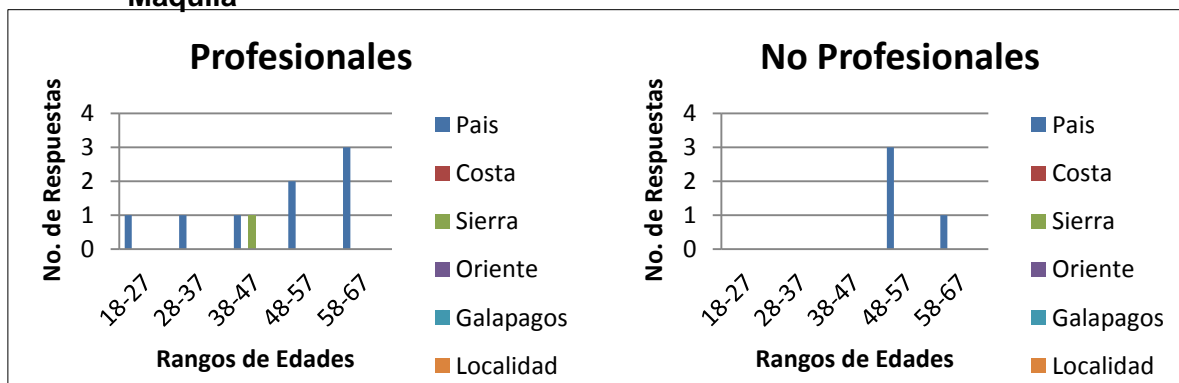 Maquila
Profesionales
No. de Respuestas
4
3
2
1
0
18-27
28-37
38-47
48-57
58-67
Rangos de Edades
Pais
Costa
Sierra
Oriente
Galapagos
Localidad
No Profesionales
No. de Respuestas
4
3
2
1
0
18-27
28-37
38-47
48-57
58-67
Rangos de Edades
Pais
Costa
Sierra
Oriente
Galapagos
Localidad